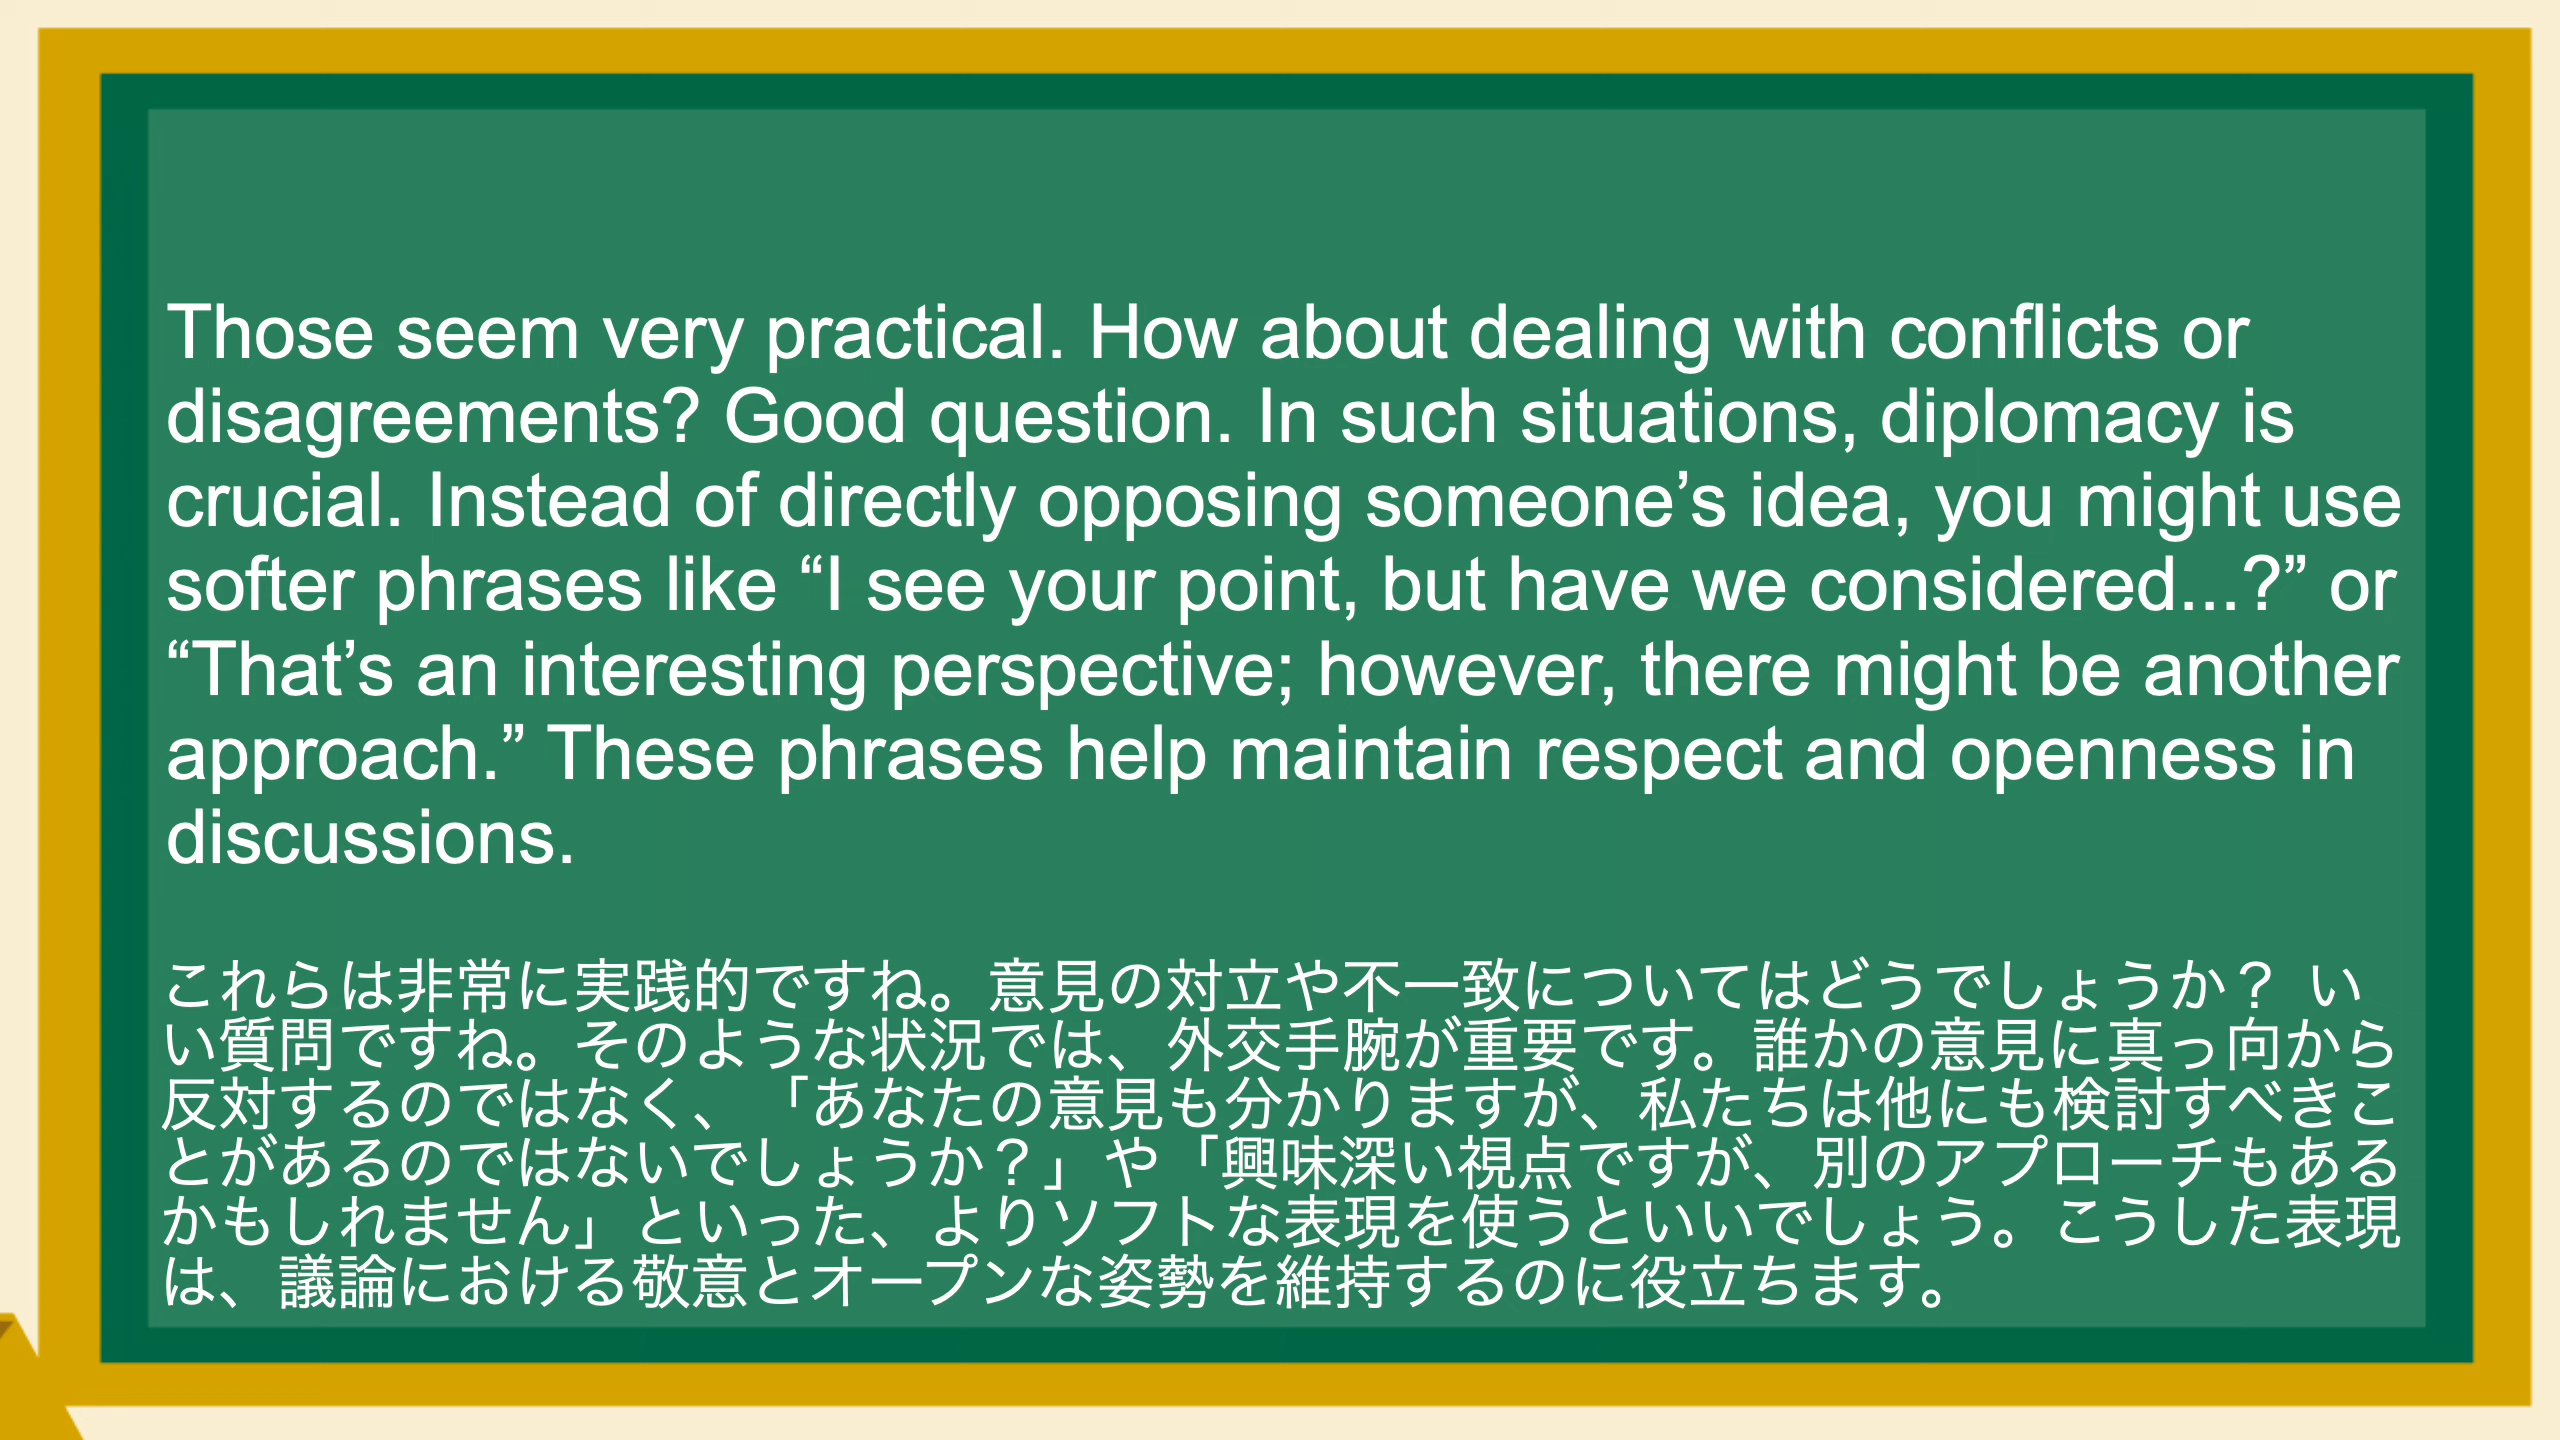 Those seem very practical. How about dealing with conflicts or
disagreements? Good question. In such situations, diplomacy is
crucial. Instead of directly opposing someone’s idea, you might use
softer phrases like “I see your point, but have we considered...?” or
“That’s an interesting perspective; however, there might be another
approach.” These phrases help maintain respect and openness in
discussions.
これらは非常に実践的ですね。意見の対立や不一致についてはどうでしょうか？ い
い質問ですね。そのような状況では、外交手腕が重要です。誰かの意見に真っ向から
反対するのではなく、「あなたの意見も分かりますが、私たちは他にも検討すべきこ
とがあるのではないでしょうか？」や「興味深い視点ですが、別のアプローチもある
かもしれません」といった、よりソフトな表現を使うといいでしょう。こうした表現
は、議論における敬意とオープンな姿勢を維持するのに役立ちます。